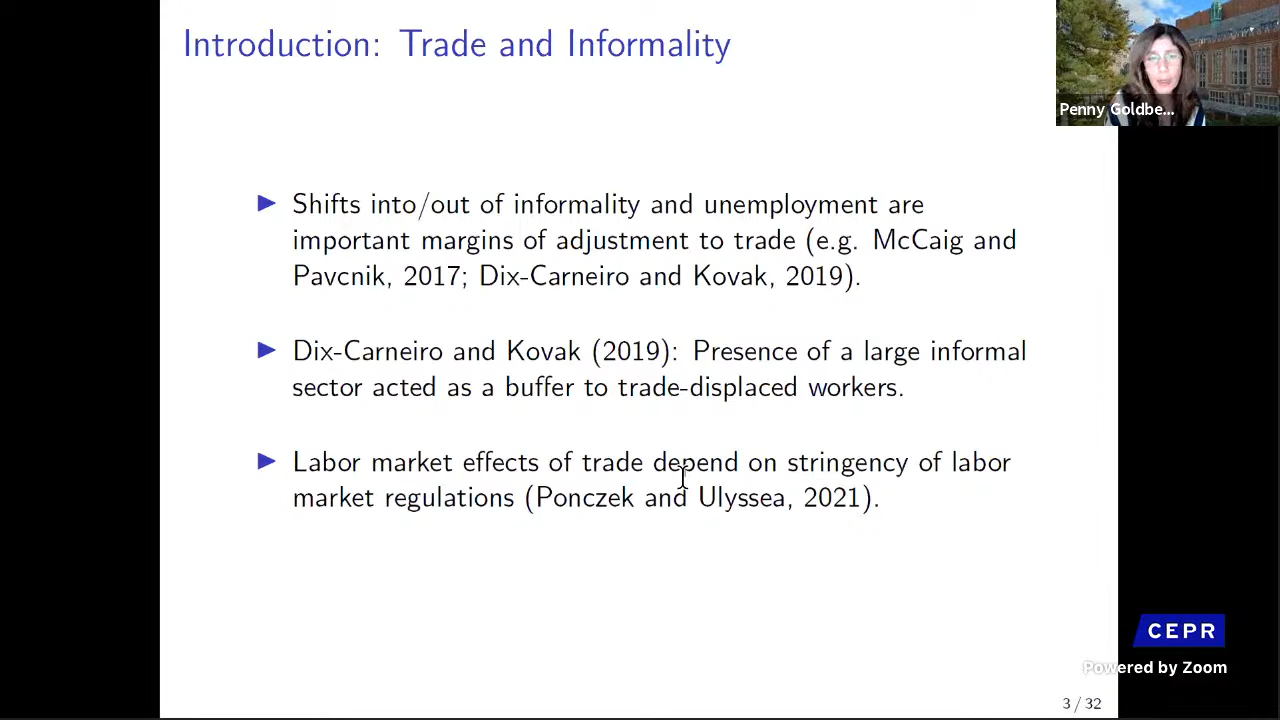 Introduction: Trade and Informality
Penny Goldbe...
▶ Shifts into/out of informality and unemployment are
important margins of adjustment to trade (e.g. McCaig and
Pavcnik, 2017; Dix-Carneiro and Kovak, 2019).
▶ Dix-Carneiro and Kovak (2019): Presence of a large informal
sector acted as a buffer to trade-displaced workers.
▶ Labor market effects of trade depend on stringency of labor
market regulations (Ponczek and Ulyssea, 2021).
CEPR
Powered by Zoom
3 / 32